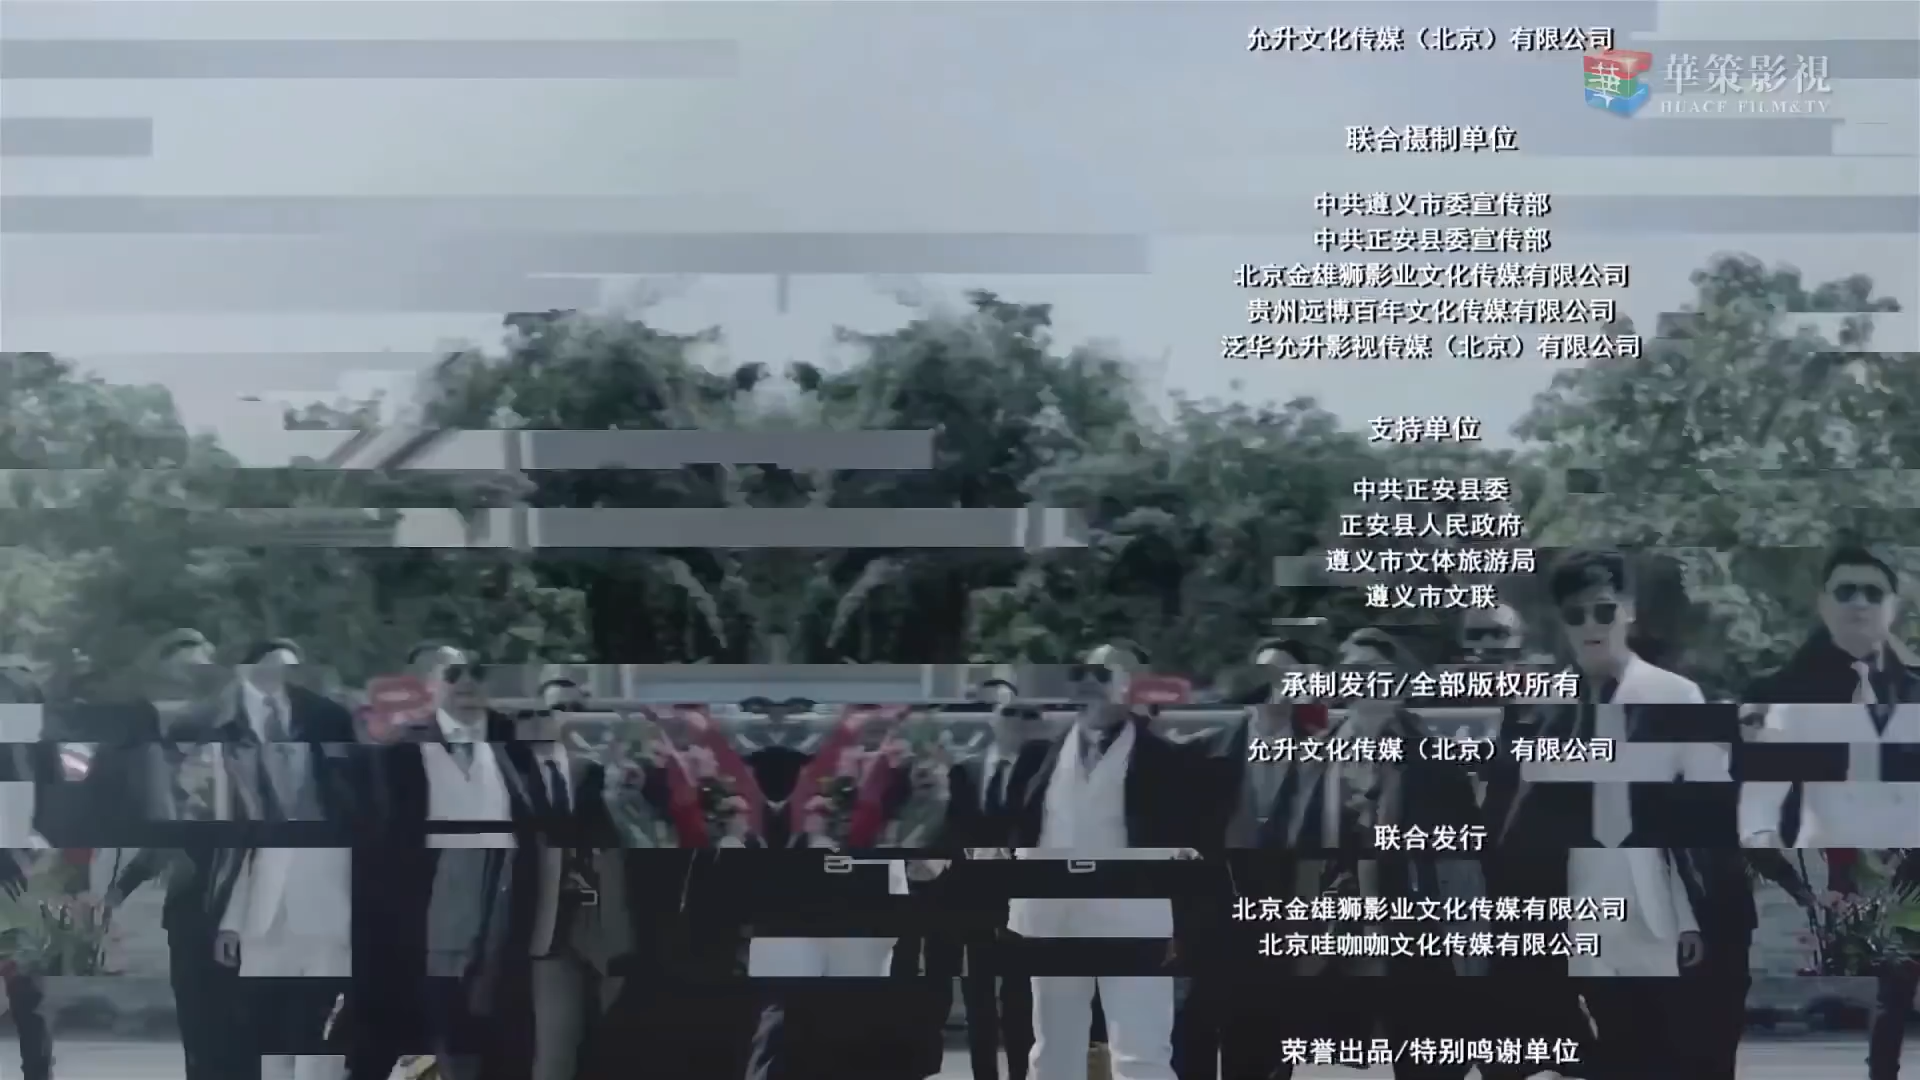 允升文化传媒（北京）有限公司
華策影視
HUACE FILM&TV
联合摄制单位
中共遵义市委宣传部
中共正安县委宣传部
北京金雄狮影业文化传媒有限公司
贵州远博百年文化传媒有限公司
泛华允升影视传媒（北京）有限公司
支持单位
中共正安县委
正安县人民政府
遵义市文体旅游局
遵义市文联
承制发行/全部版权所有
允升文化传媒（北京）有限公司
联合发行
北京金雄狮影业文化传媒有限公司
北京哇咖咖文化传媒有限公司
荣誉出品/特别鸣谢单位